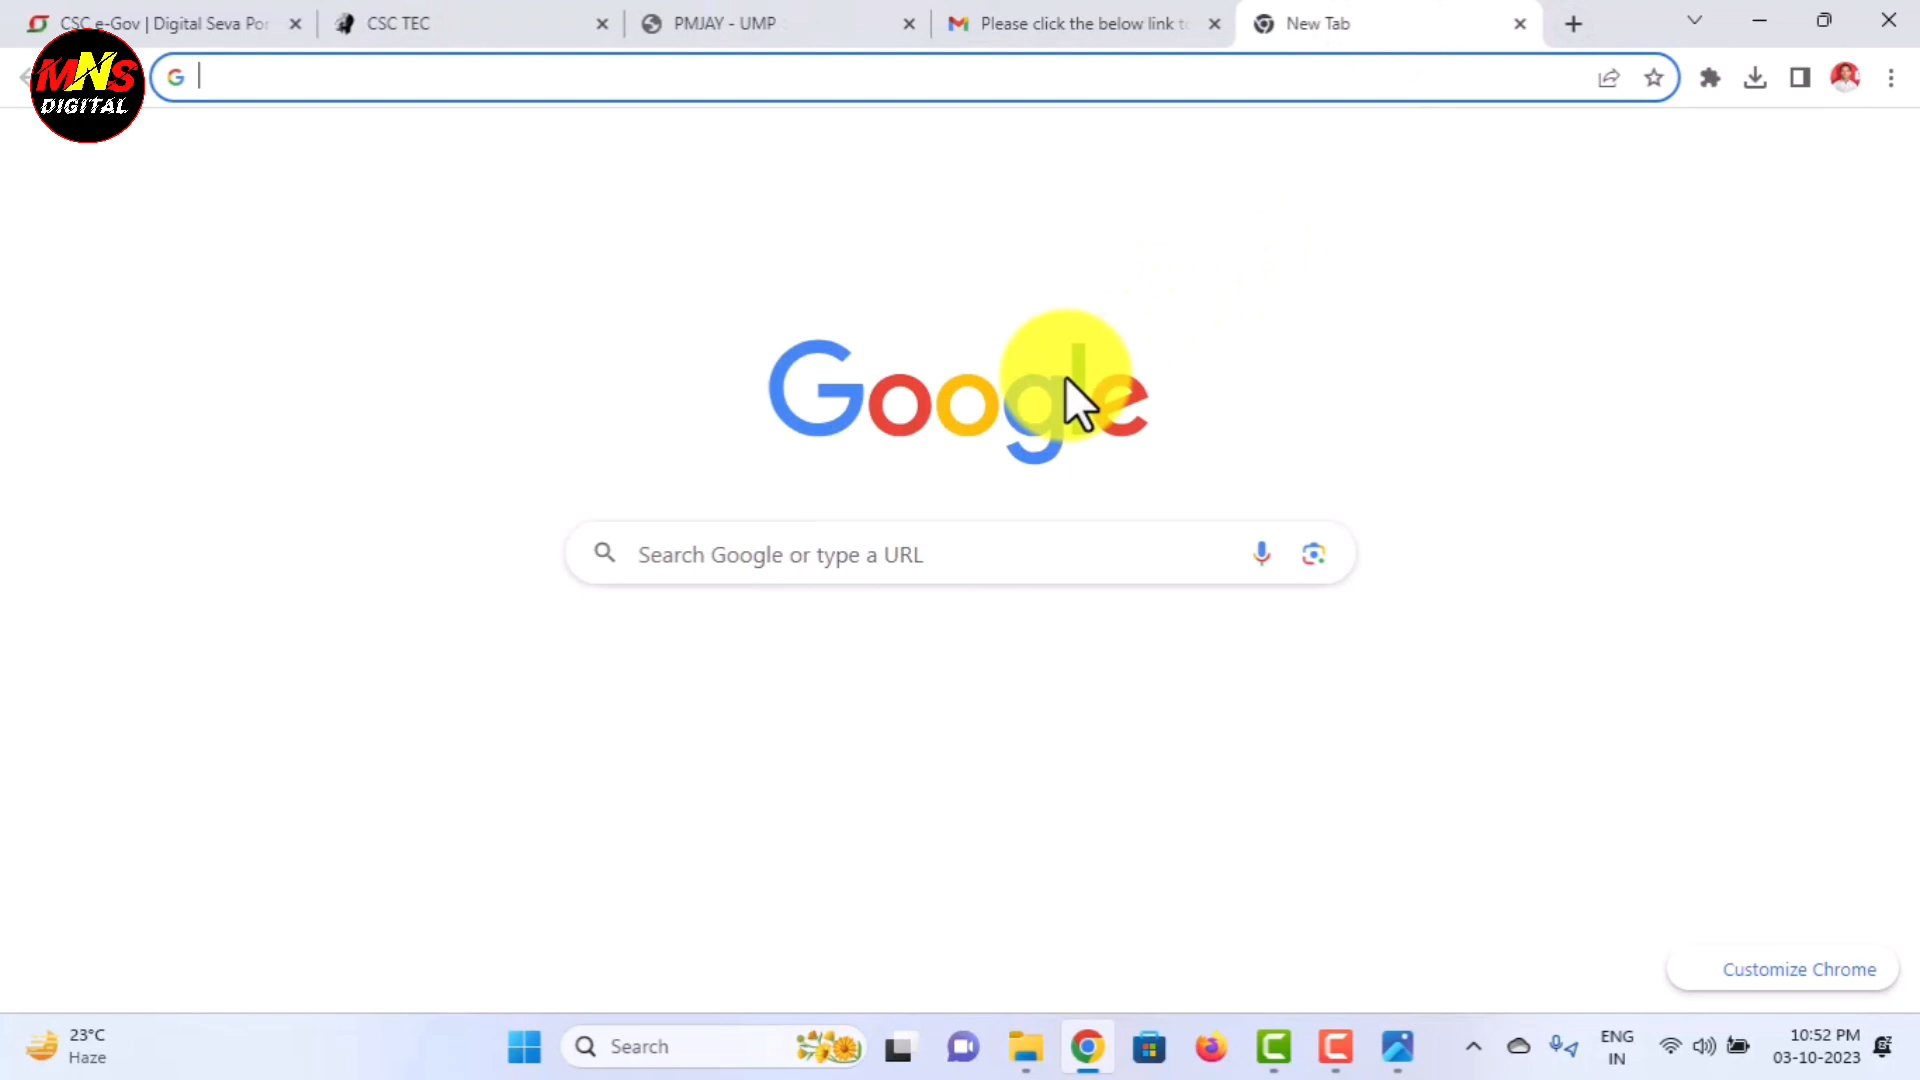 CSC e-Gov | Digital Seva Por
CSC TEC
PMJAY - UMP
Please click the below link to
New Tab
MNS
DIGITAL
Google
Search Google or type a URL
Customize Chrome
23°C
Haze
Search
ENG
IN
10:52 PM
03-10-2023